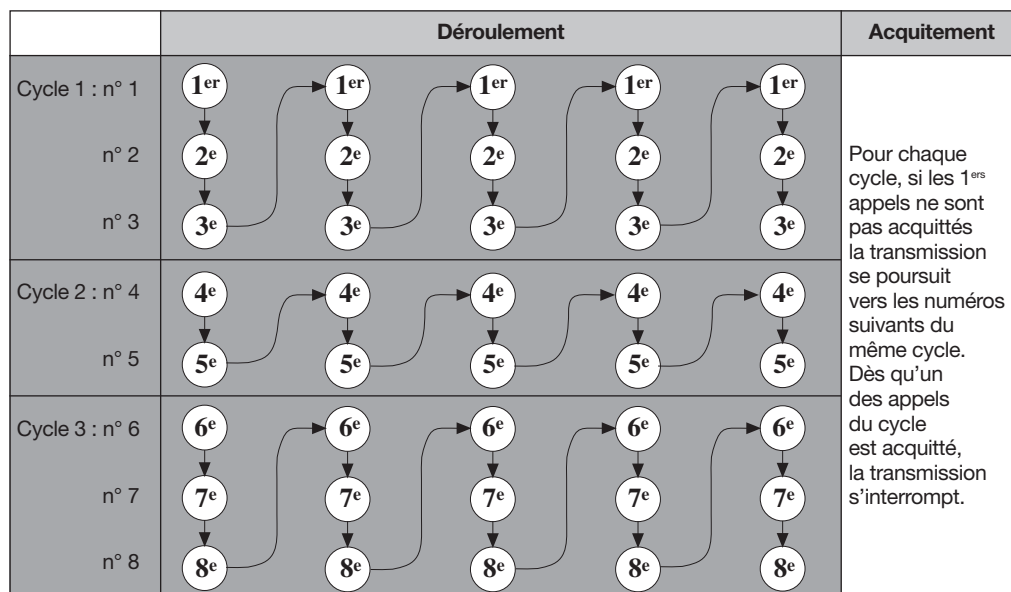 Déroulement Acquitement
Cycle 1 : n° 1 1er 1er 1er 1er 1er
n° 2 2e 2e 2e 2e 2e
n° 3 3e 3e 3e 3e 3e
Cycle 2 : n° 4 4e 4e 4e 4e 4e
n° 5 5e 5e 5e 5e 5e
Cycle 3 : n° 6 6e 6e 6e 6e 6e
n° 7 7e 7e 7e 7e 7e
n° 8 8e 8e 8e 8e 8e
Pour chaque
cycle, si les 1ers
appels ne sont
pas acquittés
la transmission
se poursuit
vers les numéros
suivants du
même cycle.
Dès qu’un
des appels
du cycle
est acquitté,
la transmission
s’interrompt.